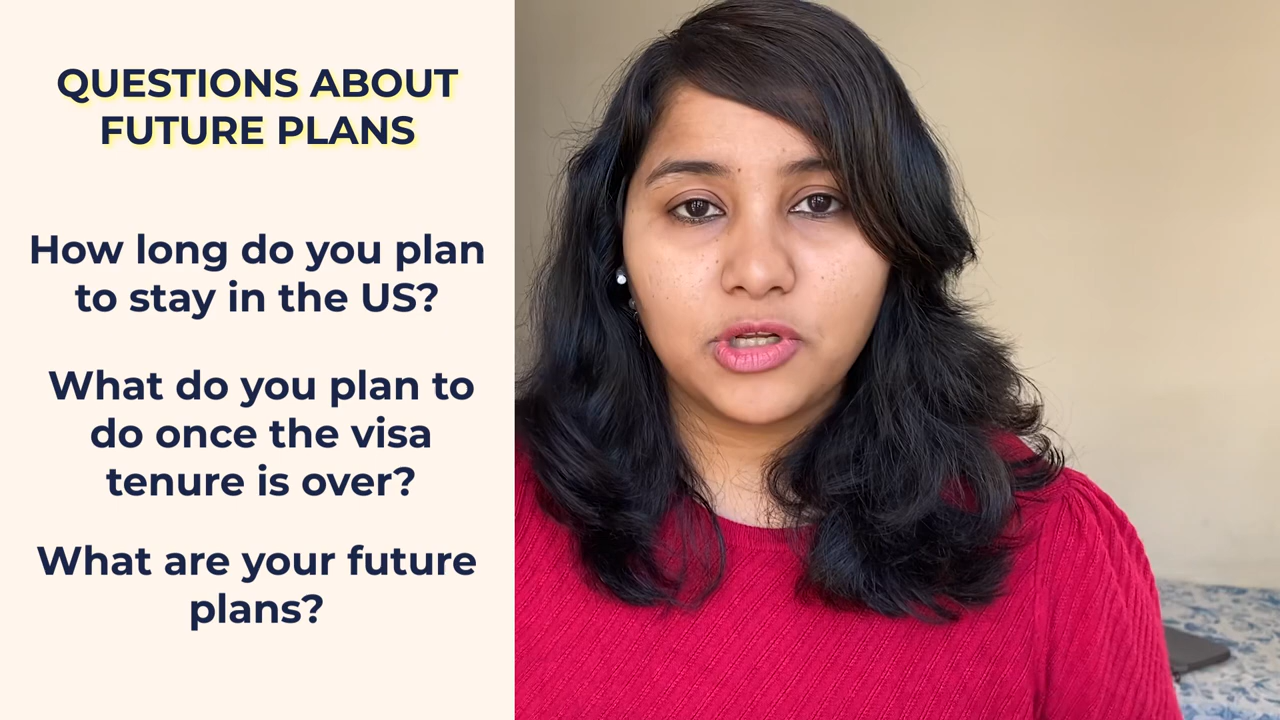 QUESTIONS ABOUT
FUTURE PLANS
How long do you plan
to stay in the US?
What do you plan to
do once the visa
tenure is over?
What are your future
plans?